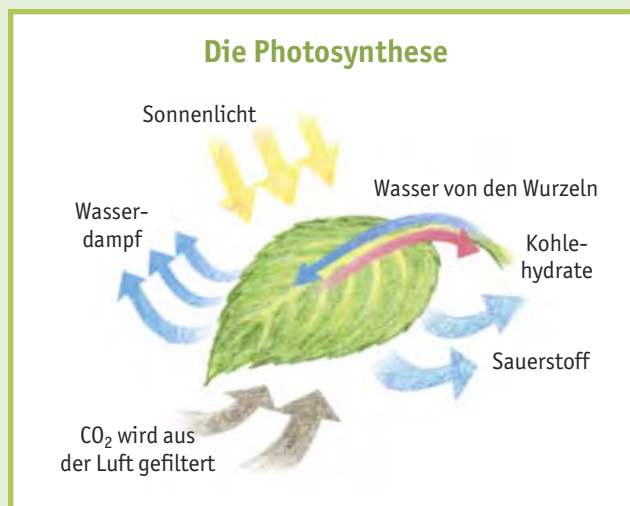 Die Photosynthese
Sonnenlicht
Wasser von den Wurzeln
Wasser-
dampf
Kohle-
hydrate
Sauerstoff
CO₂ wird aus
der Luft gefiltert